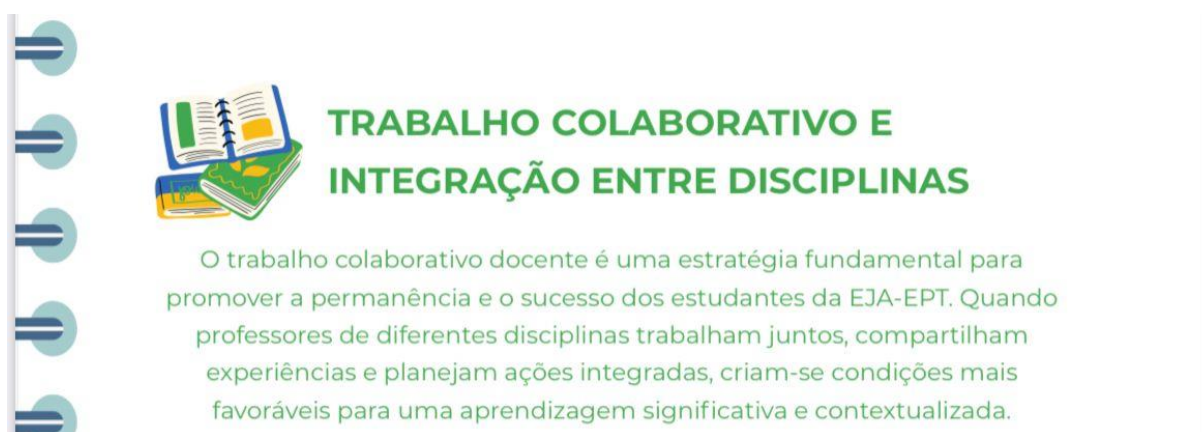 TRABALHO COLABORATIVO E
INTEGRAÇÃO ENTRE DISCIPLINAS
O trabalho colaborativo docente é uma estratégia fundamental para
promover a permanência e o sucesso dos estudantes da EJA-EPT. Quando
professores de diferentes disciplinas trabalham juntos, compartilham
experiências e planejam ações integradas, criam-se condições mais
favoráveis para uma aprendizagem significativa e contextualizada.